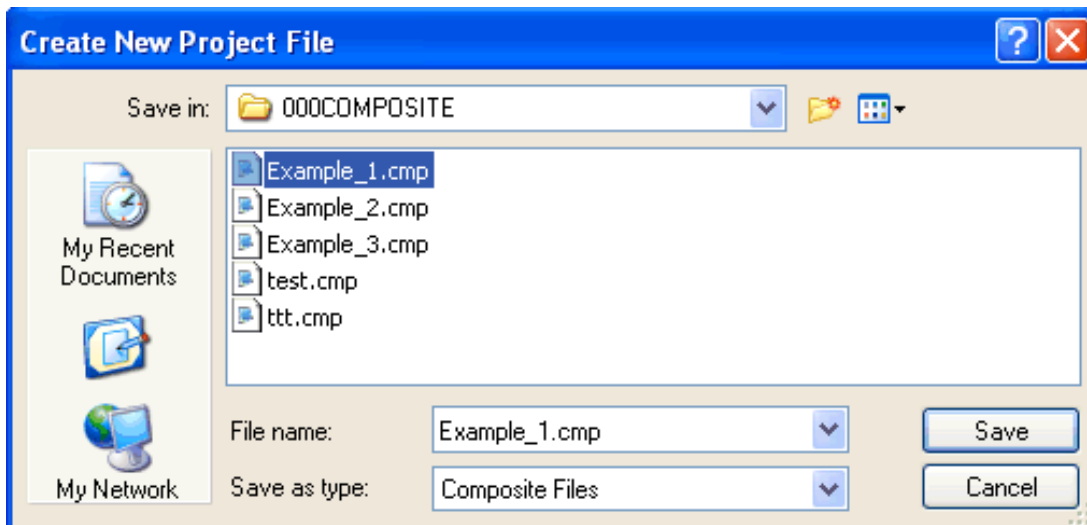 Create New Project File
Save in: 000COMPOSITE
Example_1.cmp
Example_2.cmp
Example_3.cmp
test.cmp
ttt.cmp
My Recent
Documents
My Network
File name: Example_1.cmp Save
Save as type: Composite Files Cancel